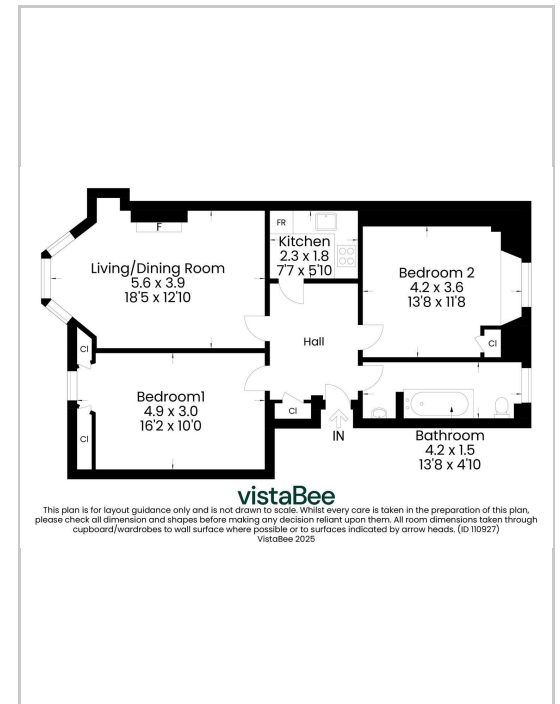 FR
F
Kitchen
2.3 x 1.8
7'7 x 5'10
Living/Dining Room
5.6 x 3.9
18'5 x 12'10
Bedroom 2
4.2 x 3.6
13'8 x 11'8
Hall
Cl
Cl
Bedroom1
4.9 x 3.0
16'2 x 10'0
Cl
Cl
IN
Bathroom
4.2 x 1.5
13'8 x 4'10
vistaBee
This plan is for layout guidance only and is not drawn to scale. Whilst every care is taken in the preparation of this plan,
please check all dimension and shapes before making any decision reliant upon them. All room dimensions taken through
cupboard/wardrobes to wall surface where possible or to surfaces indicated by arrow heads. (ID 110927)
VistaBee 2025